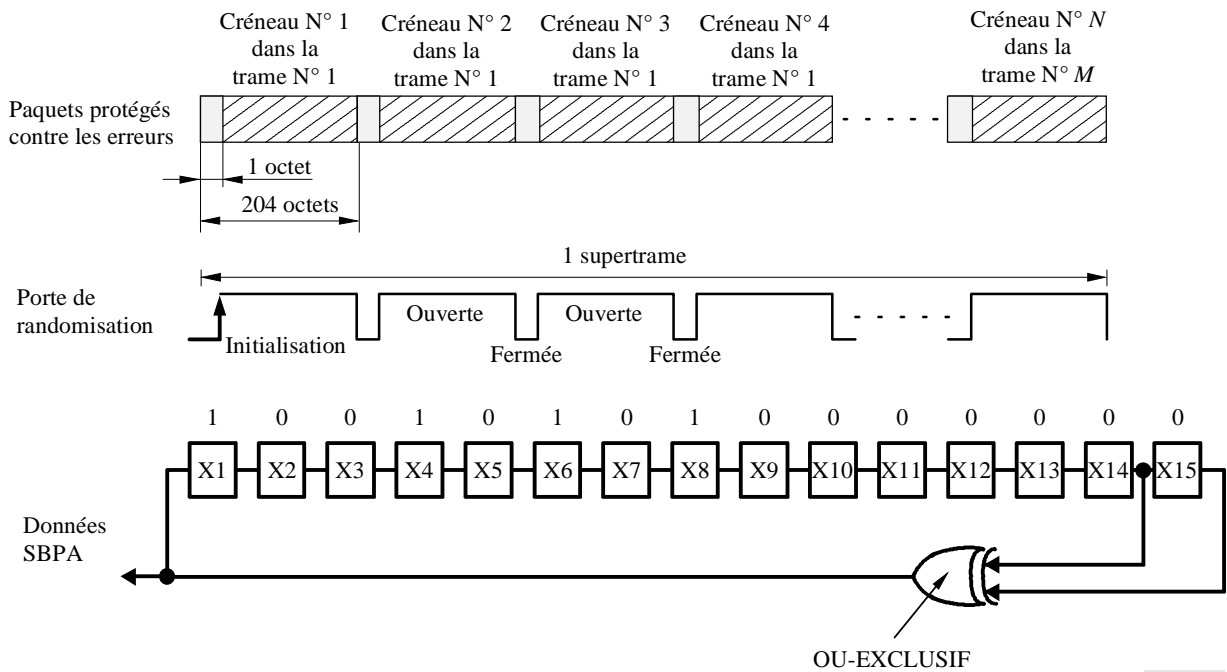 Créneau N° 1
dans la
trame N° 1
Créneau N° 2
dans la
trame N° 1
Créneau N° 3
dans la
trame N° 1
Créneau N° 4
dans la
trame N° 1
Créneau N° N
dans la
trame N° M
Paquets protégés
contre les erreurs
1 octet
204 octets
1 supertrame
Porte de
randomisation
Initialisation
Ouverte
Ouverte
Fermée
Fermée
1 0 0 1 0 1 0 1 0 0 0 0 0 0 0
X1 X2 X3 X4 X5 X6 X7 X8 X9 X10 X11 X12 X13 X14 X15
Données
SBPA
OU-EXCLUSIF